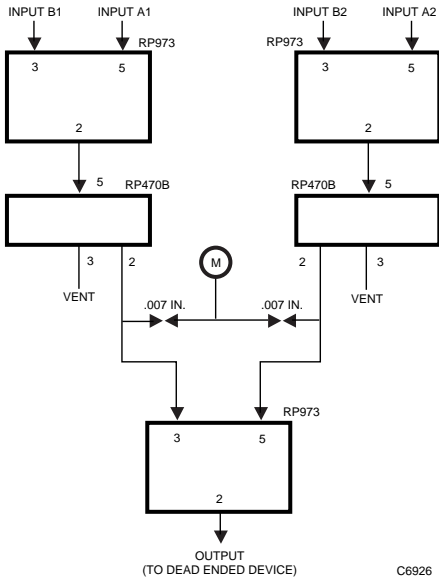 INPUT B1 INPUT A1 INPUT B2 INPUT A2
RP973 RP973
3 5 3 5
2 2
5 RP470B RP470B 5
3 2 M 2 3
VENT .007 IN. .007 IN. VENT
RP973
3 5
2
OUTPUT
(TO DEAD ENDED DEVICE) C6926